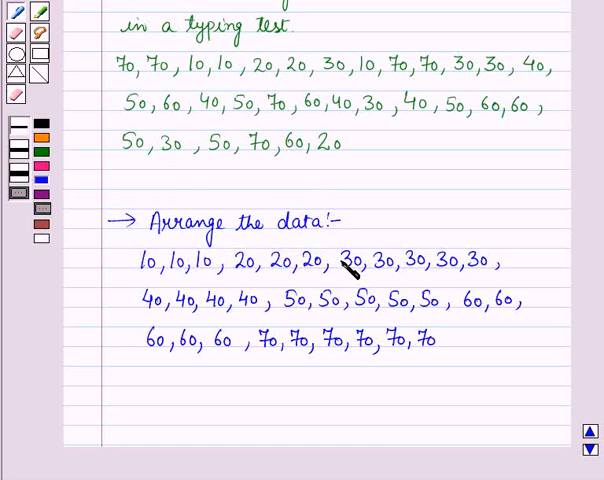 in a typing test.
70, 70, 10, 10, 20, 20, 30, 10, 70, 70, 30, 30, 40,
50, 60, 40, 50, 70, 60, 40, 30, 40, 50, 60, 60,
50, 30, 50, 70, 60, 20
→ Arrange the data:-
10, 10, 10, 20, 20, 20, 30, 30, 30, 30, 30,
40, 40, 40, 40, 50, 50, 50, 50, 50, 60, 60,
60, 60, 60, 70, 70, 70, 70, 70, 70